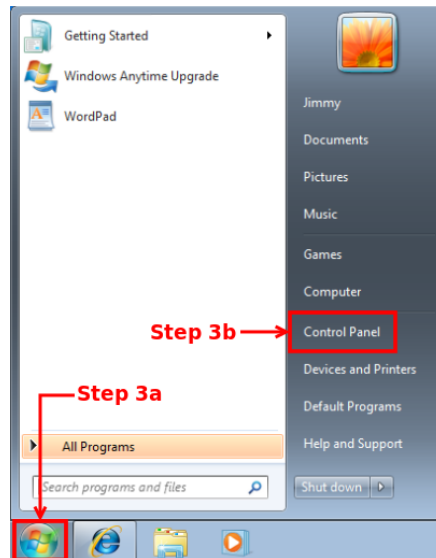 Getting Started
Windows Anytime Upgrade
WordPad
Jimmy
Documents
Pictures
Music
Games
Computer
Step 3b
Control Panel
Devices and Printers
Step 3a
Default Programs
All Programs
Help and Support
Search programs and files
Shut down